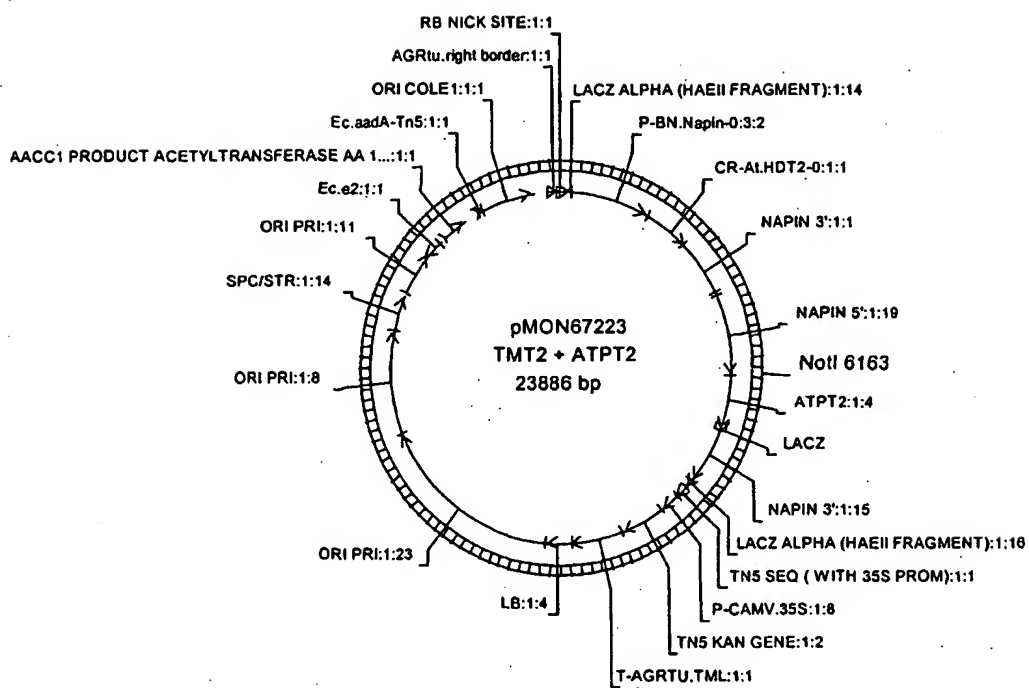 RB NICK SITE:1:1
AGRtu.right border:1:1
ORI COLE1:1:1
LACZ ALPHA (HAEII FRAGMENT):1:14
Ec.aadA-Tn5:1:1
P-BN.Napin-0:3:2
AACC1 PRODUCT ACETYLTRANSFERASE AA 1...:1:1
CR-At.HDT2-0:1:1
Ec.e2:1:1
ORI PRI:1:11
NAPIN 3':1:1
SPC/STR:1:14
NAPIN 5':1:19
pMON67223
TMT2 + ATPT2
23886 bp
NotI 6163
ORI PRI:1:8
ATPT2:1:4
LACZ
NAPIN 3':1:15
LACZ ALPHA (HAEII FRAGMENT):1:16
ORI PRI:1:23
TN5 SEQ ( WITH 35S PROM):1:1
LB:1:4
P-CAMV.35S:1:8
TN5 KAN GENE:1:2
T-AGRTU.TML:1:1